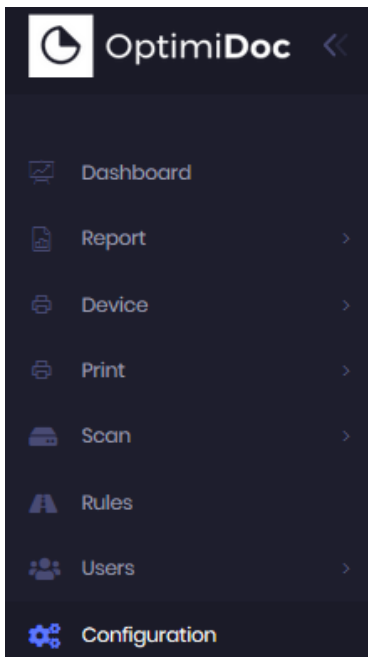 OptimiDoc
Dashboard
Report
Device
Print
Scan
Rules
Users
Configuration